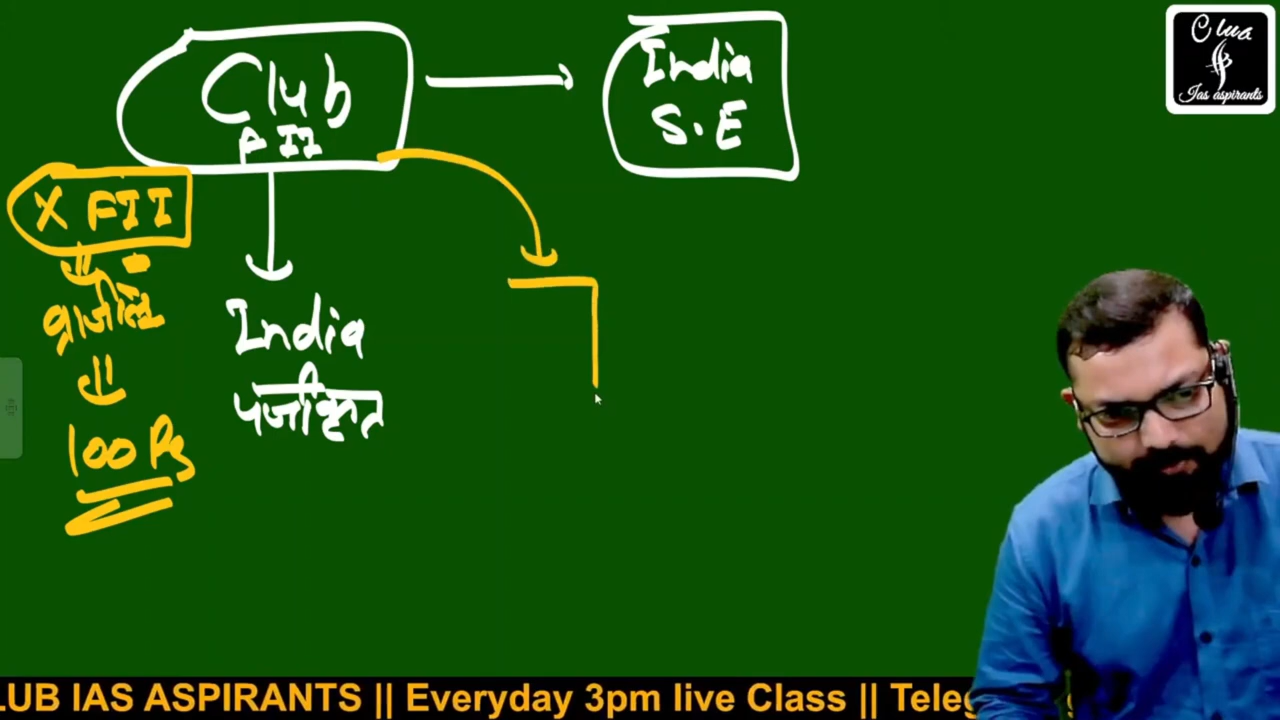 Club
FII
India
S.E
X FII
ब्राजील
100 Rs
India
पंजीकृत
Club
Ias aspirants
LUB IAS ASPIRANTS || Everyday 3pm live Class || Teleg